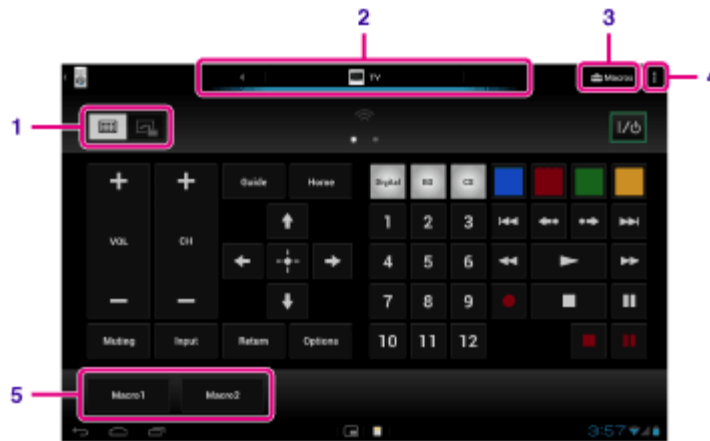 2
3
4
TV
Macros
1
I/⏻
+ + Guide Home Digital BS CS
1 2 3
VOL CH
4 5 6
− − 7 8 9
Muting Input Return Options 10 11 12
5
Macro1 Macro2
3:57